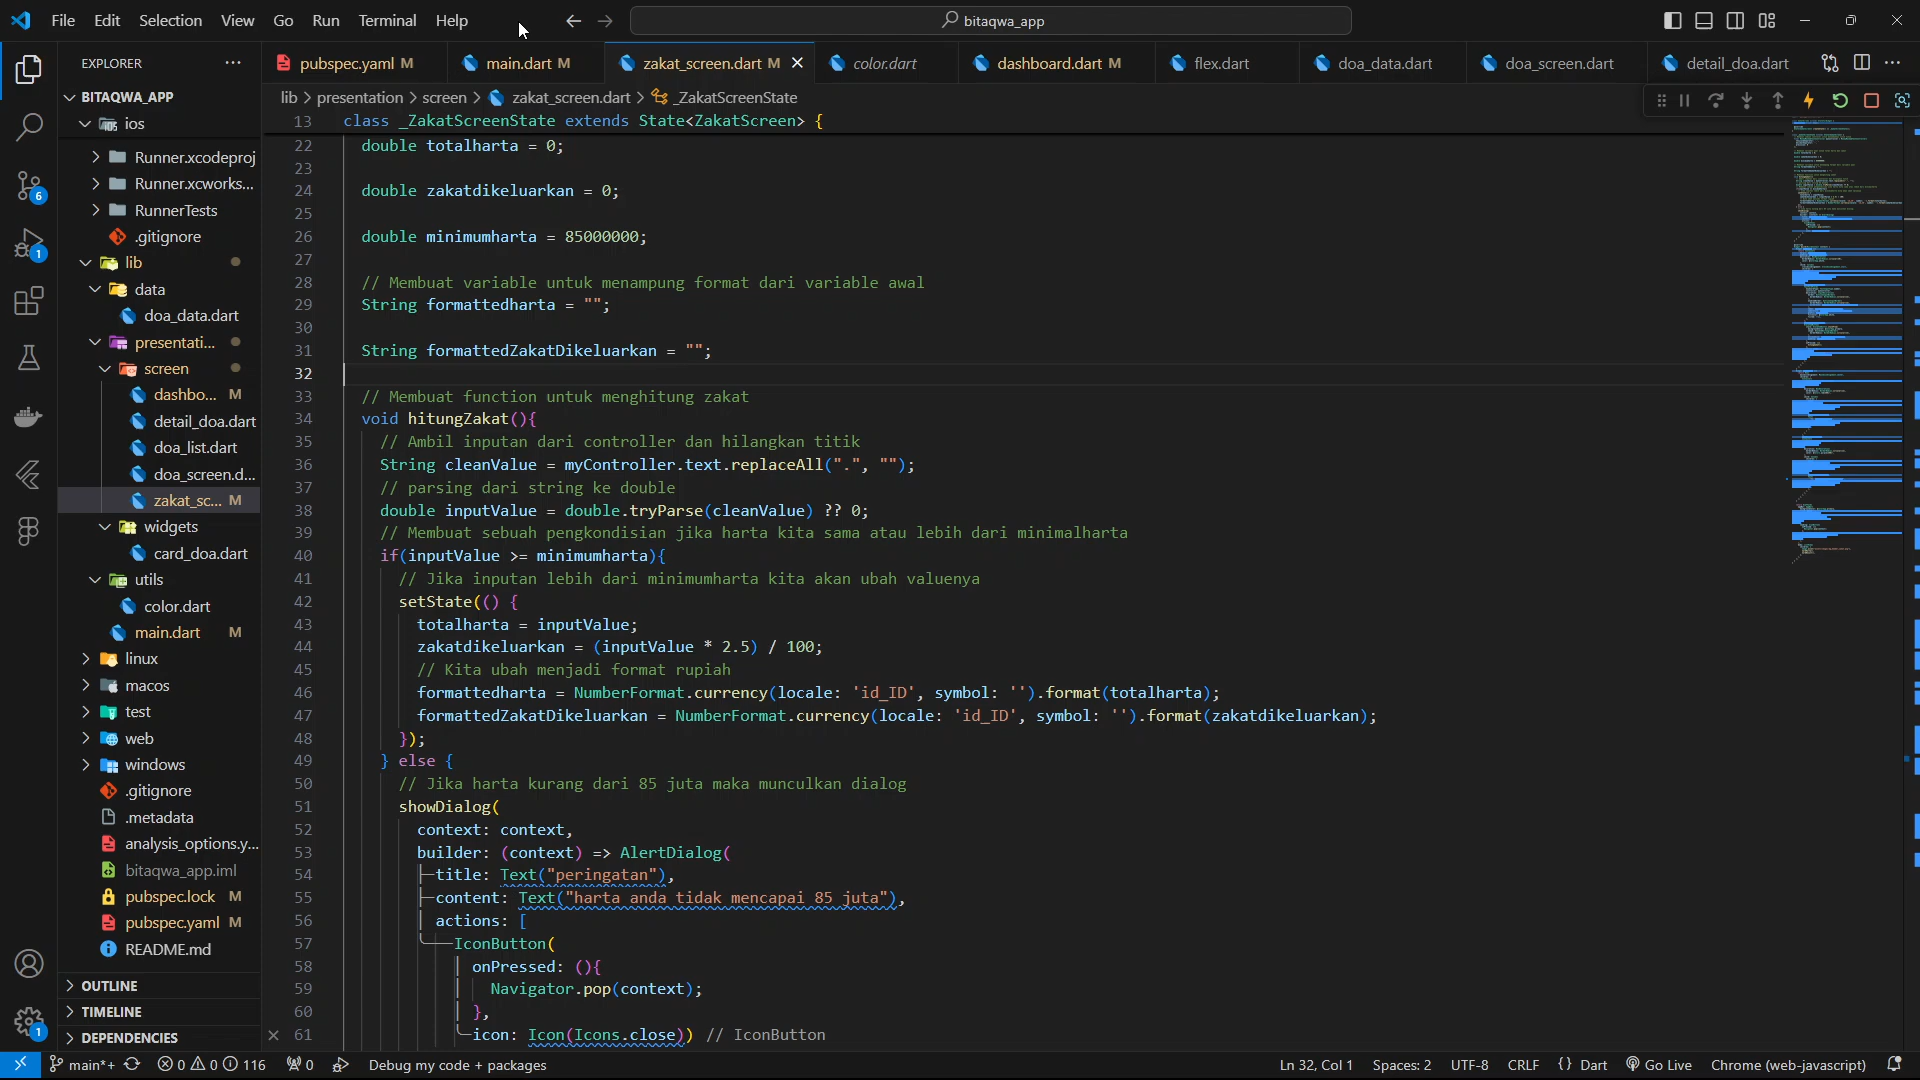 File Edit Selection View Go Run Terminal Help
bitaqwa_app
EXPLORER
pubspec.yaml M
main.dart M
zakat_screen.dart M
color.dart
dashboard.dart M
flex.dart
doa_data.dart
doa_screen.dart
detail_doa.dart
lib > presentation > screen > zakat_screen.dart > _ZakatScreenState
BITAQWA_APP
ios
Runner.xcodeproj
Runner.xcworks...
RunnerTests
.gitignore
lib
data
doa_data.dart
presentati...
screen
dashbo... M
detail_doa.dart
doa_list.dart
doa_screen.d...
zakat_sc... M
widgets
card_doa.dart
utils
color.dart
main.dart M
linux
macos
test
web
windows
.gitignore
.metadata
analysis_options.y...
bitaqwa_app.iml
pubspec.lock M
pubspec.yaml M
README.md
OUTLINE
TIMELINE
DEPENDENCIES
6
1
1
13 class _ZakatScreenState extends State<ZakatScreen> {
22 double totalharta = 0;
23
24 double zakatdikeluarkan = 0;
25
26 double minimumharta = 85000000;
27
28 // Membuat variable untuk menampung format dari variable awal
29 String formattedharta = "";
30
31 String formattedZakatDikeluarkan = "";
32
33 // Membuat function untuk menghitung zakat
34 void hitungZakat(){
35 // Ambil inputan dari controller dan hilangkan titik
36 String cleanValue = myController.text.replaceAll(".", "");
37 // parsing dari string ke double
38 double inputValue = double.tryParse(cleanValue) ?? 0;
39 // Membuat sebuah pengkondisian jika harta kita sama atau lebih dari minimalharta
40 if(inputValue >= minimumharta){
41 // Jika inputan lebih dari minimumharta kita akan ubah valuenya
42 setState(() {
43 totalharta = inputValue;
44 zakatdikeluarkan = (inputValue * 2.5) / 100;
45 // Kita ubah menjadi format rupiah
46 formattedharta = NumberFormat.currency(locale: 'id_ID', symbol: '').format(totalharta);
47 formattedZakatDikeluarkan = NumberFormat.currency(locale: 'id_ID', symbol: '').format(zakatdikeluarkan);
48 });
49 } else {
50 // Jika harta kurang dari 85 juta maka munculkan dialog
51 showDialog(
52 context: context,
53 builder: (context) => AlertDialog(
54 title: Text("peringatan"),
55 content: Text("harta anda tidak mencapai 85 juta"),
56 actions: [
57 IconButton(
58 onPressed: (){
59 Navigator.pop(context);
60 },
61 icon: Icon(Icons.close)) // IconButton
main*+ 0 0 116 0 Debug my code + packages Ln 32, Col 1 Spaces: 2 UTF-8 CRLF {} Dart Go Live Chrome (web-javascript)